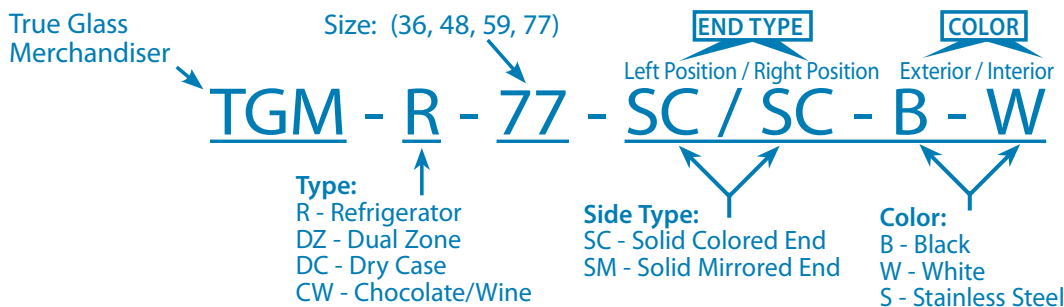 True Glass
Merchandiser
Size: (36, 48, 59, 77)
END TYPE
COLOR
Left Position / Right Position
Exterior / Interior
TGM - R - 77 - SC / SC - B - W
Type:
R - Refrigerator
DZ - Dual Zone
DC - Dry Case
CW - Chocolate/Wine
Side Type:
SC - Solid Colored End
SM - Solid Mirrored End
Color:
B - Black
W - White
S - Stainless Steel